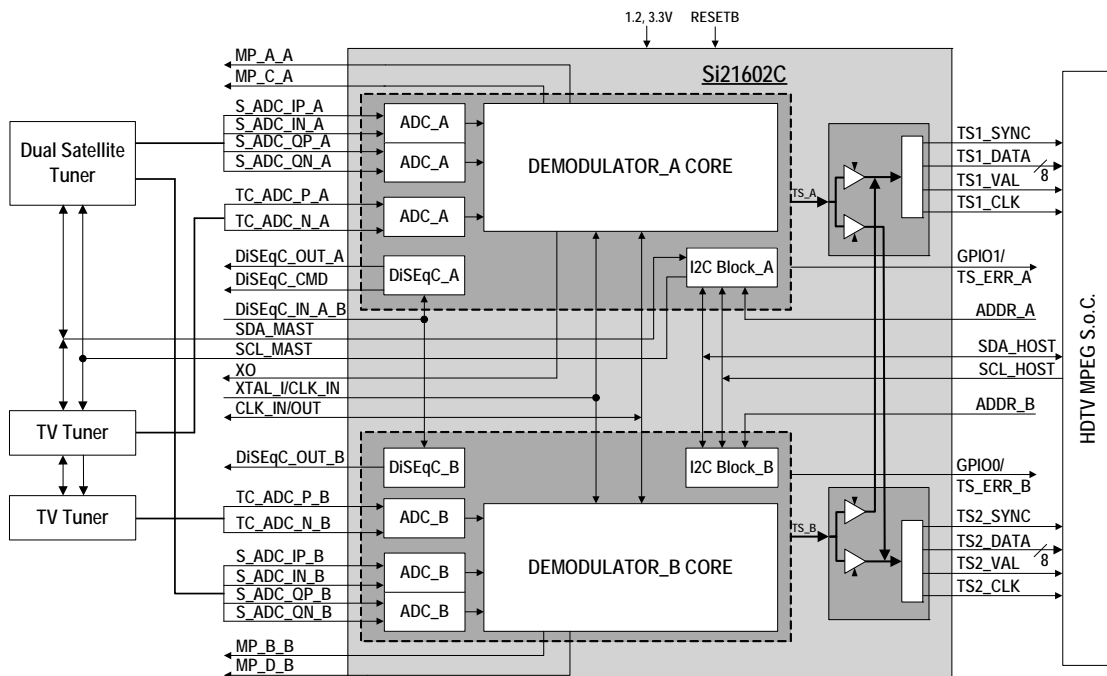 1.2, 3.3V
RESETB
Si21602C
MP_A_A
MP_C_A
S_ADC_IP_A
S_ADC_IN_A
S_ADC_QP_A
S_ADC_QN_A
TC_ADC_P_A
TC_ADC_N_A
DiSEqC_OUT_A
DiSEqC_CMD
DiSEqC_IN_A_B
SDA_MAST
SCL_MAST
XO
XTAL_I/CLK_IN
CLK_IN/OUT
DiSEqC_OUT_B
TC_ADC_P_B
TC_ADC_N_B
S_ADC_IP_B
S_ADC_IN_B
S_ADC_QP_B
S_ADC_QN_B
MP_B_B
MP_D_B
Dual Satellite
Tuner
TV Tuner
TV Tuner
ADC_A
ADC_A
ADC_A
DEMODULATOR_A CORE
DiSEqC_A
I2C Block_A
TS_A
DiSEqC_B
I2C Block_B
ADC_B
ADC_B
ADC_B
DEMODULATOR_B CORE
TS_B
TS1_SYNC
TS1_DATA
8
TS1_VAL
TS1_CLK
GPIO1/
TS_ERR_A
ADDR_A
SDA_HOST
SCL_HOST
ADDR_B
GPIO0/
TS_ERR_B
TS2_SYNC
TS2_DATA
8
TS2_VAL
TS2_CLK
HDTV MPEG S.o.C.